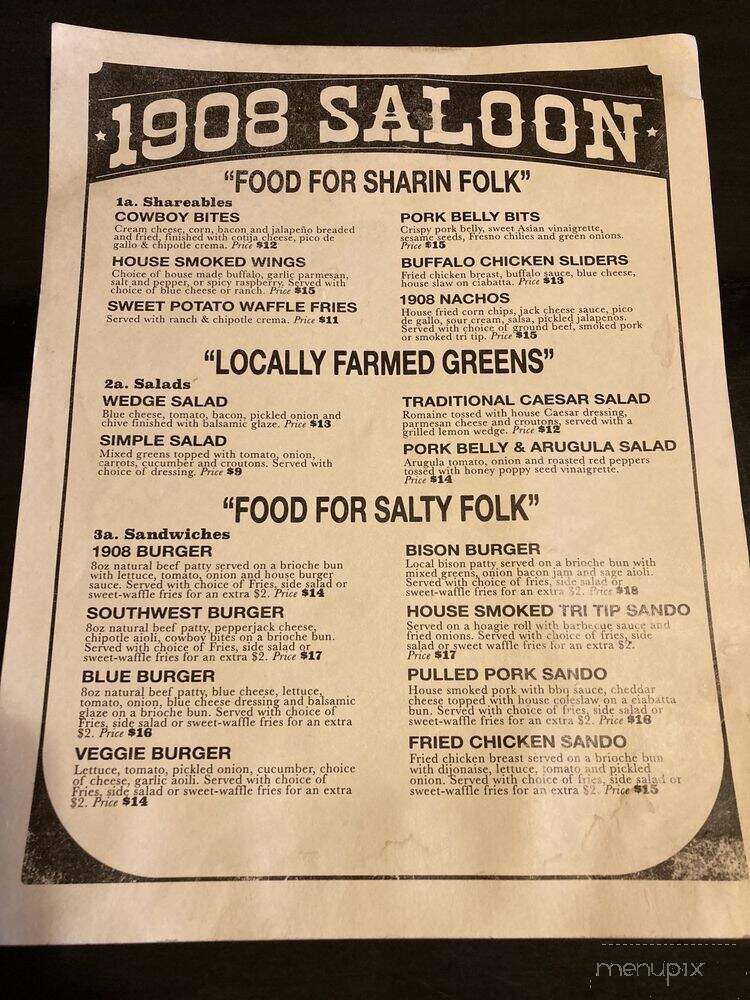 1908 SALOON
"FOOD FOR SHARIN FOLK"
1a. Shareables
COWBOY BITES
Cream cheese, corn, bacon and jalapeño breaded
and fried, finished with cotija cheese, pico de
gallo & chipotle crema. Price $12
HOUSE SMOKED WINGS
Choice of house made buffalo, garlic parmesan,
salt and pepper, or spicy raspberry. Served with
choice of blue cheese or ranch. Price $15
SWEET POTATO WAFFLE FRIES
Served with ranch & chipotle crema. Price $11
PORK BELLY BITS
Crispy pork belly, sweet Asian vinaigrette,
sesame seeds, Fresno chilies and green onions.
Price $15
BUFFALO CHICKEN SLIDERS
Fried chicken breast, buffalo sauce, blue cheese,
house slaw on ciabatta. Price $13
1908 NACHOS
House fried corn chips, jack cheese sauce, pico
de gallo, sour cream, salsa, pickled jalapenos.
Served with choice of ground beef, smoked pork
or smoked tri tip. Price $15
"LOCALLY FARMED GREENS"
2a. Salads
WEDGE SALAD
Blue cheese, tomato, bacon, pickled onion and
chive finished with balsamic glaze. Price $13
SIMPLE SALAD
Mixed greens topped with tomato, onion,
carrots, cucumber and croutons. Served with
choice of dressing. Price $9
TRADITIONAL CAESAR SALAD
Romaine tossed with house Caesar dressing,
parmesan cheese and croutons, served with a
grilled lemon wedge. Price $12
PORK BELLY & ARUGULA SALAD
Arugula tomato, onion and roasted red peppers
tossed with honey poppy seed vinaigrette.
Price $14
"FOOD FOR SALTY FOLK"
3a. Sandwiches
1908 BURGER
8oz natural beef patty served on a brioche bun
with lettuce, tomato, onion and house burger
sauce. Served with choice of Fries, side salad or
sweet-waffle fries for an extra $2. Price $14
SOUTHWEST BURGER
8oz natural beef patty, pepperjack cheese,
chipotle aioli, cowboy bites on a brioche bun.
Served with choice of Fries, side salad or
sweet-waffle fries for an extra $2. Price $17
BLUE BURGER
8oz natural beef patty, blue cheese, lettuce,
tomato, onion, blue cheese dressing and balsamic
glaze on a brioche bun. Served with choice of
Fries, side salad or sweet-waffle fries for an extra
$2. Price $16
VEGGIE BURGER
Lettuce, tomato, pickled onion, cucumber, choice
of cheese, garlic aoili. Served with choice of
Fries, side salad or sweet-waffle fries for an extra
$2. Price $14
BISON BURGER
Local bison patty served on a brioche bun with
mixed greens, onion bacon jam and sage aioli.
Served with choice of fries, side salad or
sweet-waffle fries for an extra $2. Price $18
HOUSE SMOKED TRI TIP SANDO
Served on a hoagie roll with barbecue sauce and
fried onions. Served with choice of fries, side
salad or sweet waffle fries for an extra $2.
Price $17
PULLED PORK SANDO
House smoked pork with bbq sauce, cheddar
cheese topped with house coleslaw on a ciabatta
bun. Served with choice of fries, side salad or
sweet-waffle fries for an extra $2. Price $16
FRIED CHICKEN SANDO
Fried chicken breast served on a brioche bun
with dijonaise, lettuce, tomato and pickled
onion. Served with choice of fries, side salad or
sweet-waffle fries for an extra $2. Price $15
menupix